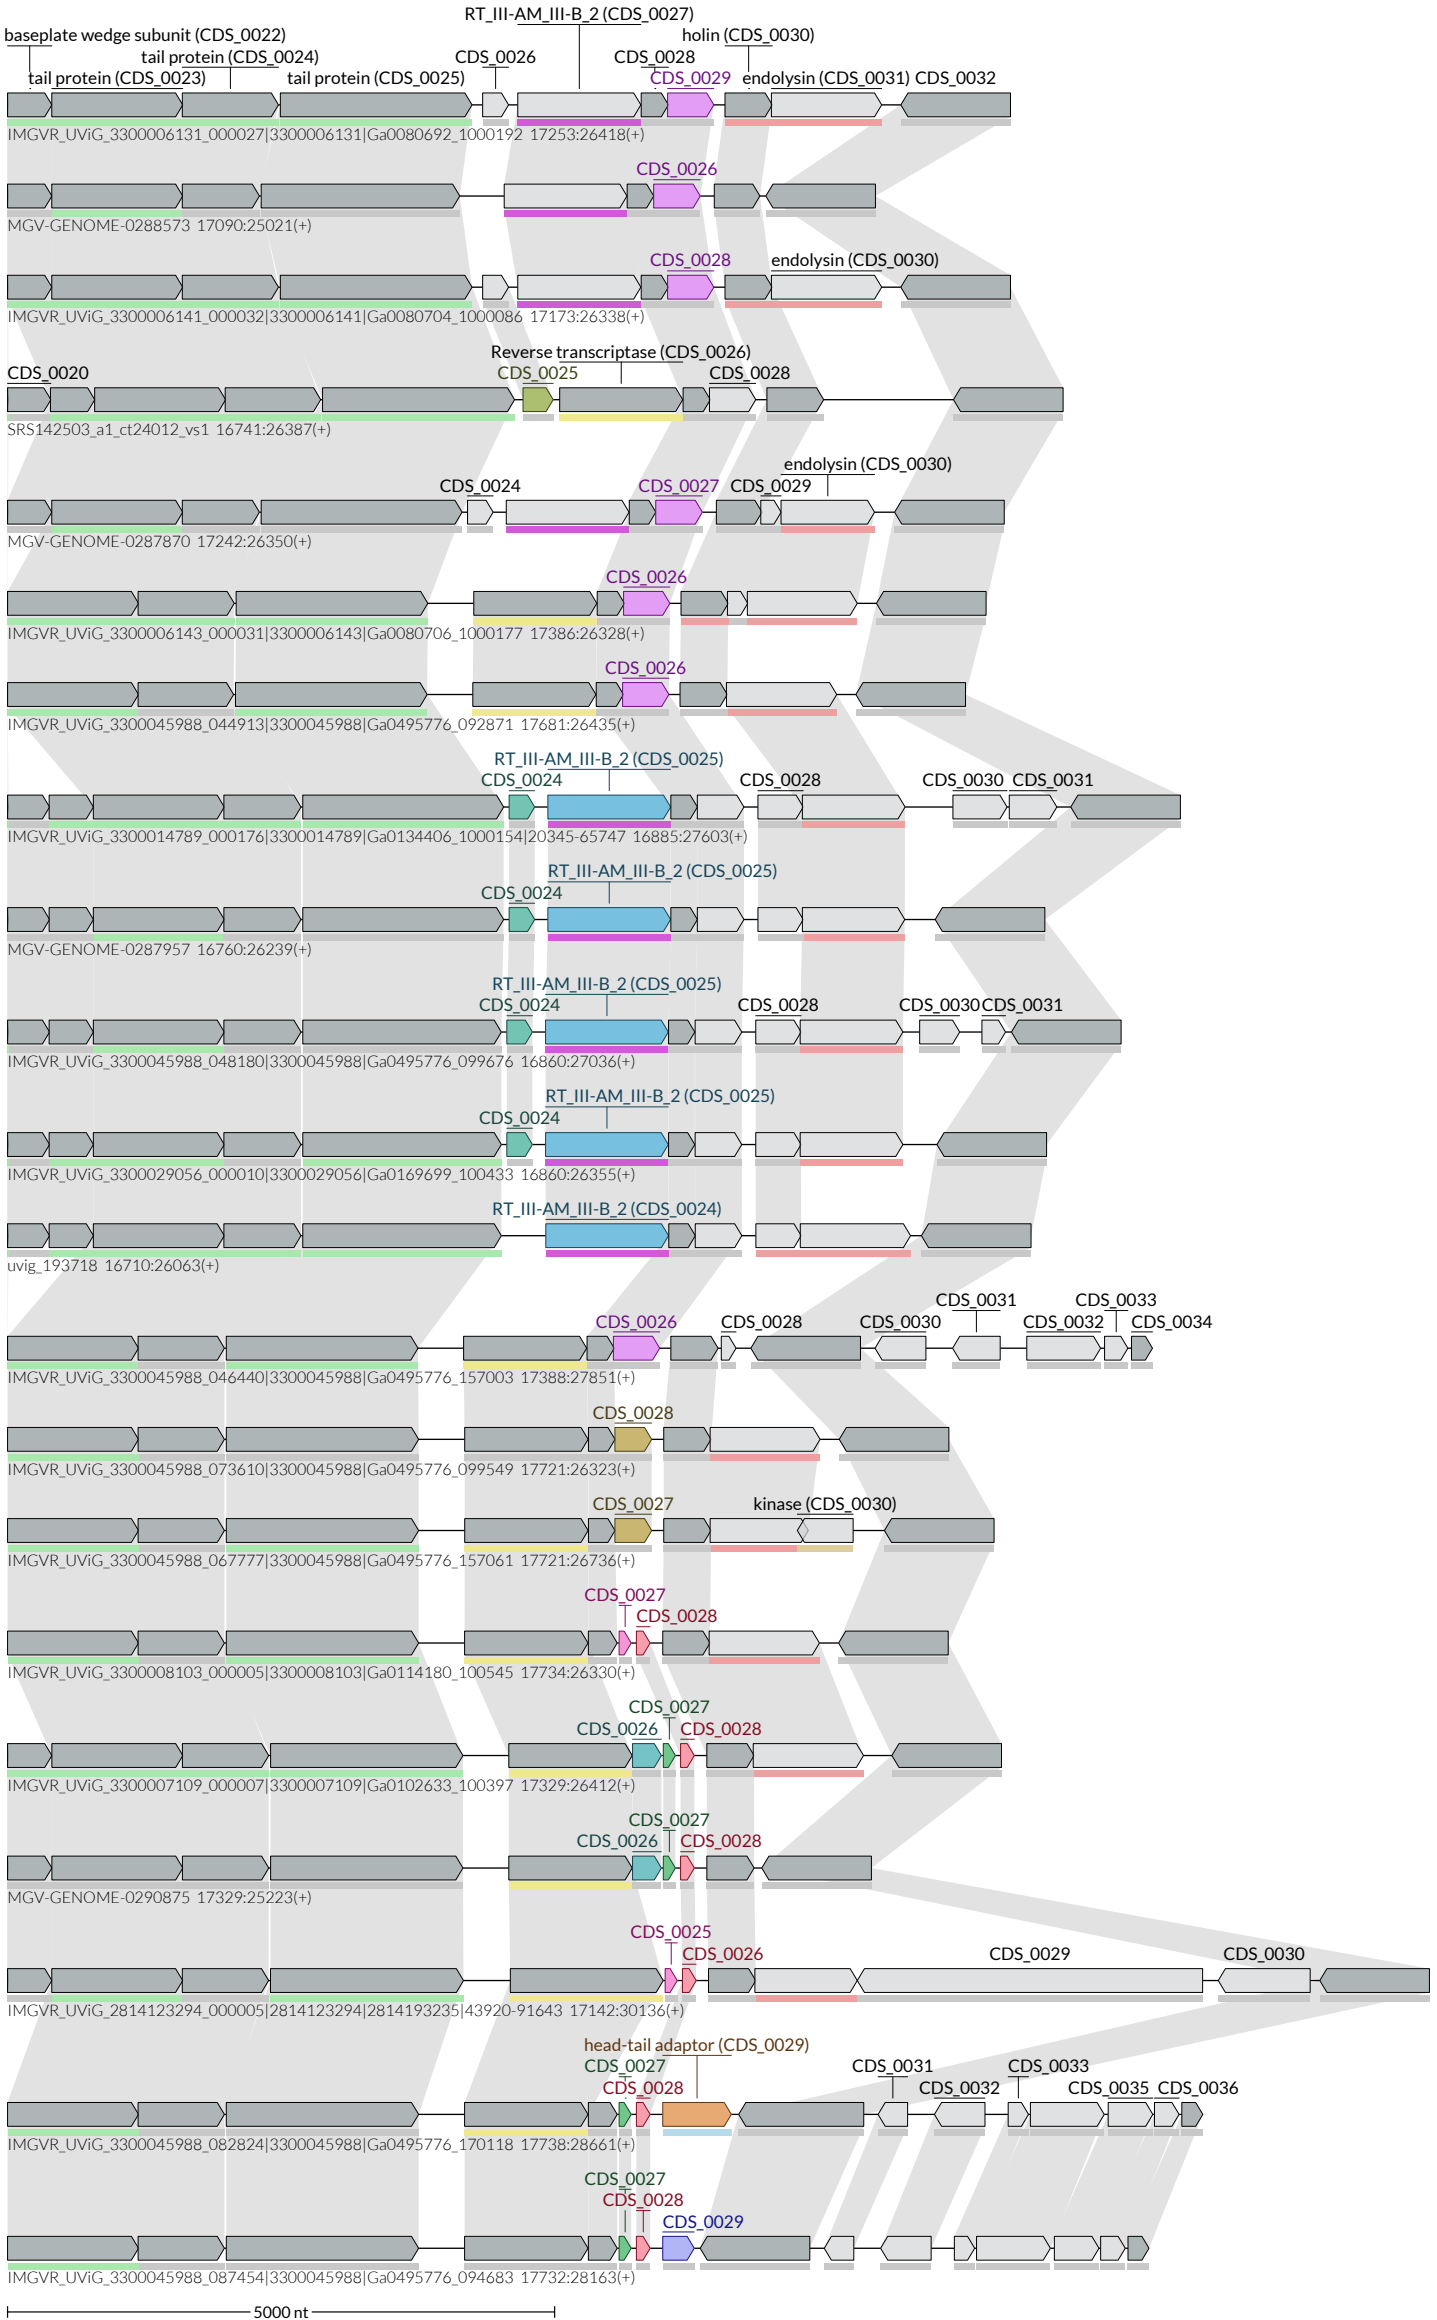 RT_III-AM_III-B_2 (CDS_0027)
baseplate wedge subunit (CDS_0022) holin (CDS_0030)
tail protein (CDS_0024) CDS_0026 CDS_0028
tail protein (CDS_0023) tail protein (CDS_0025) CDS_0029 endolysin (CDS_0031) CDS_0032
IMGVR_UViG_3300006131_000027|3300006131|Ga0080692_1000192 17253:26418(+)
CDS_0026
MGV-GENOME-0288573 17090:25021(+)
CDS_0028 endolysin (CDS_0030)
IMGVR_UViG_3300006141_000032|3300006141|Ga0080704_1000086 17173:26338(+)
Reverse transcriptase (CDS_0026)
CDS_0020 CDS_0025 CDS_0028
SRS142503_a1_ct24012_vs1 16741:26387(+)
endolysin (CDS_0030)
CDS_0024 CDS_0027 CDS_0029
MGV-GENOME-0287870 17242:26350(+)
CDS_0026
IMGVR_UViG_3300006143_000031|3300006143|Ga0080706_1000177 17386:26328(+)
CDS_0026
IMGVR_UViG_3300045988_044913|3300045988|Ga0495776_092871 17681:26435(+)
RT_III-AM_III-B_2 (CDS_0025)
CDS_0024 CDS_0028 CDS_0030 CDS_0031
IMGVR_UViG_3300014789_000176|3300014789|Ga0134406_1000154|20345-65747 16885:27603(+)
RT_III-AM_III-B_2 (CDS_0025)
CDS_0024
MGV-GENOME-0287957 16760:26239(+)
RT_III-AM_III-B_2 (CDS_0025)
CDS_0024 CDS_0028 CDS_0030 CDS_0031
IMGVR_UViG_3300045988_048180|3300045988|Ga0495776_099676 16860:27036(+)
RT_III-AM_III-B_2 (CDS_0025)
CDS_0024
IMGVR_UViG_3300029056_000010|3300029056|Ga0169699_100433 16860:26355(+)
RT_III-AM_III-B_2 (CDS_0024)
uvig_193718 16710:26063(+)
CDS_0031 CDS_0033
CDS_0026 CDS_0028 CDS_0030 CDS_0032 CDS_0034
IMGVR_UViG_3300045988_046440|3300045988|Ga0495776_157003 17388:27851(+)
CDS_0028
IMGVR_UViG_3300045988_073610|3300045988|Ga0495776_099549 17721:26323(+)
CDS_0027 kinase (CDS_0030)
IMGVR_UViG_3300045988_067777|3300045988|Ga0495776_157061 17721:26736(+)
CDS_0027
CDS_0028
IMGVR_UViG_3300008103_000005|3300008103|Ga0114180_100545 17734:26330(+)
CDS_0027
CDS_0026 CDS_0028
IMGVR_UViG_3300007109_000007|3300007109|Ga0102633_100397 17329:26412(+)
CDS_0027
CDS_0026 CDS_0028
MGV-GENOME-0290875 17329:25223(+)
CDS_0025
CDS_0026 CDS_0029 CDS_0030
IMGVR_UViG_2814123294_000005|2814123294|2814193235|43920-91643 17142:30136(+)
head-tail adaptor (CDS_0029)
CDS_0027 CDS_0031 CDS_0033
CDS_0028 CDS_0032 CDS_0035 CDS_0036
IMGVR_UViG_3300045988_082824|3300045988|Ga0495776_170118 17738:28661(+)
CDS_0027
CDS_0028
CDS_0029
IMGVR_UViG_3300045988_087454|3300045988|Ga0495776_094683 17732:28163(+)
5000 nt